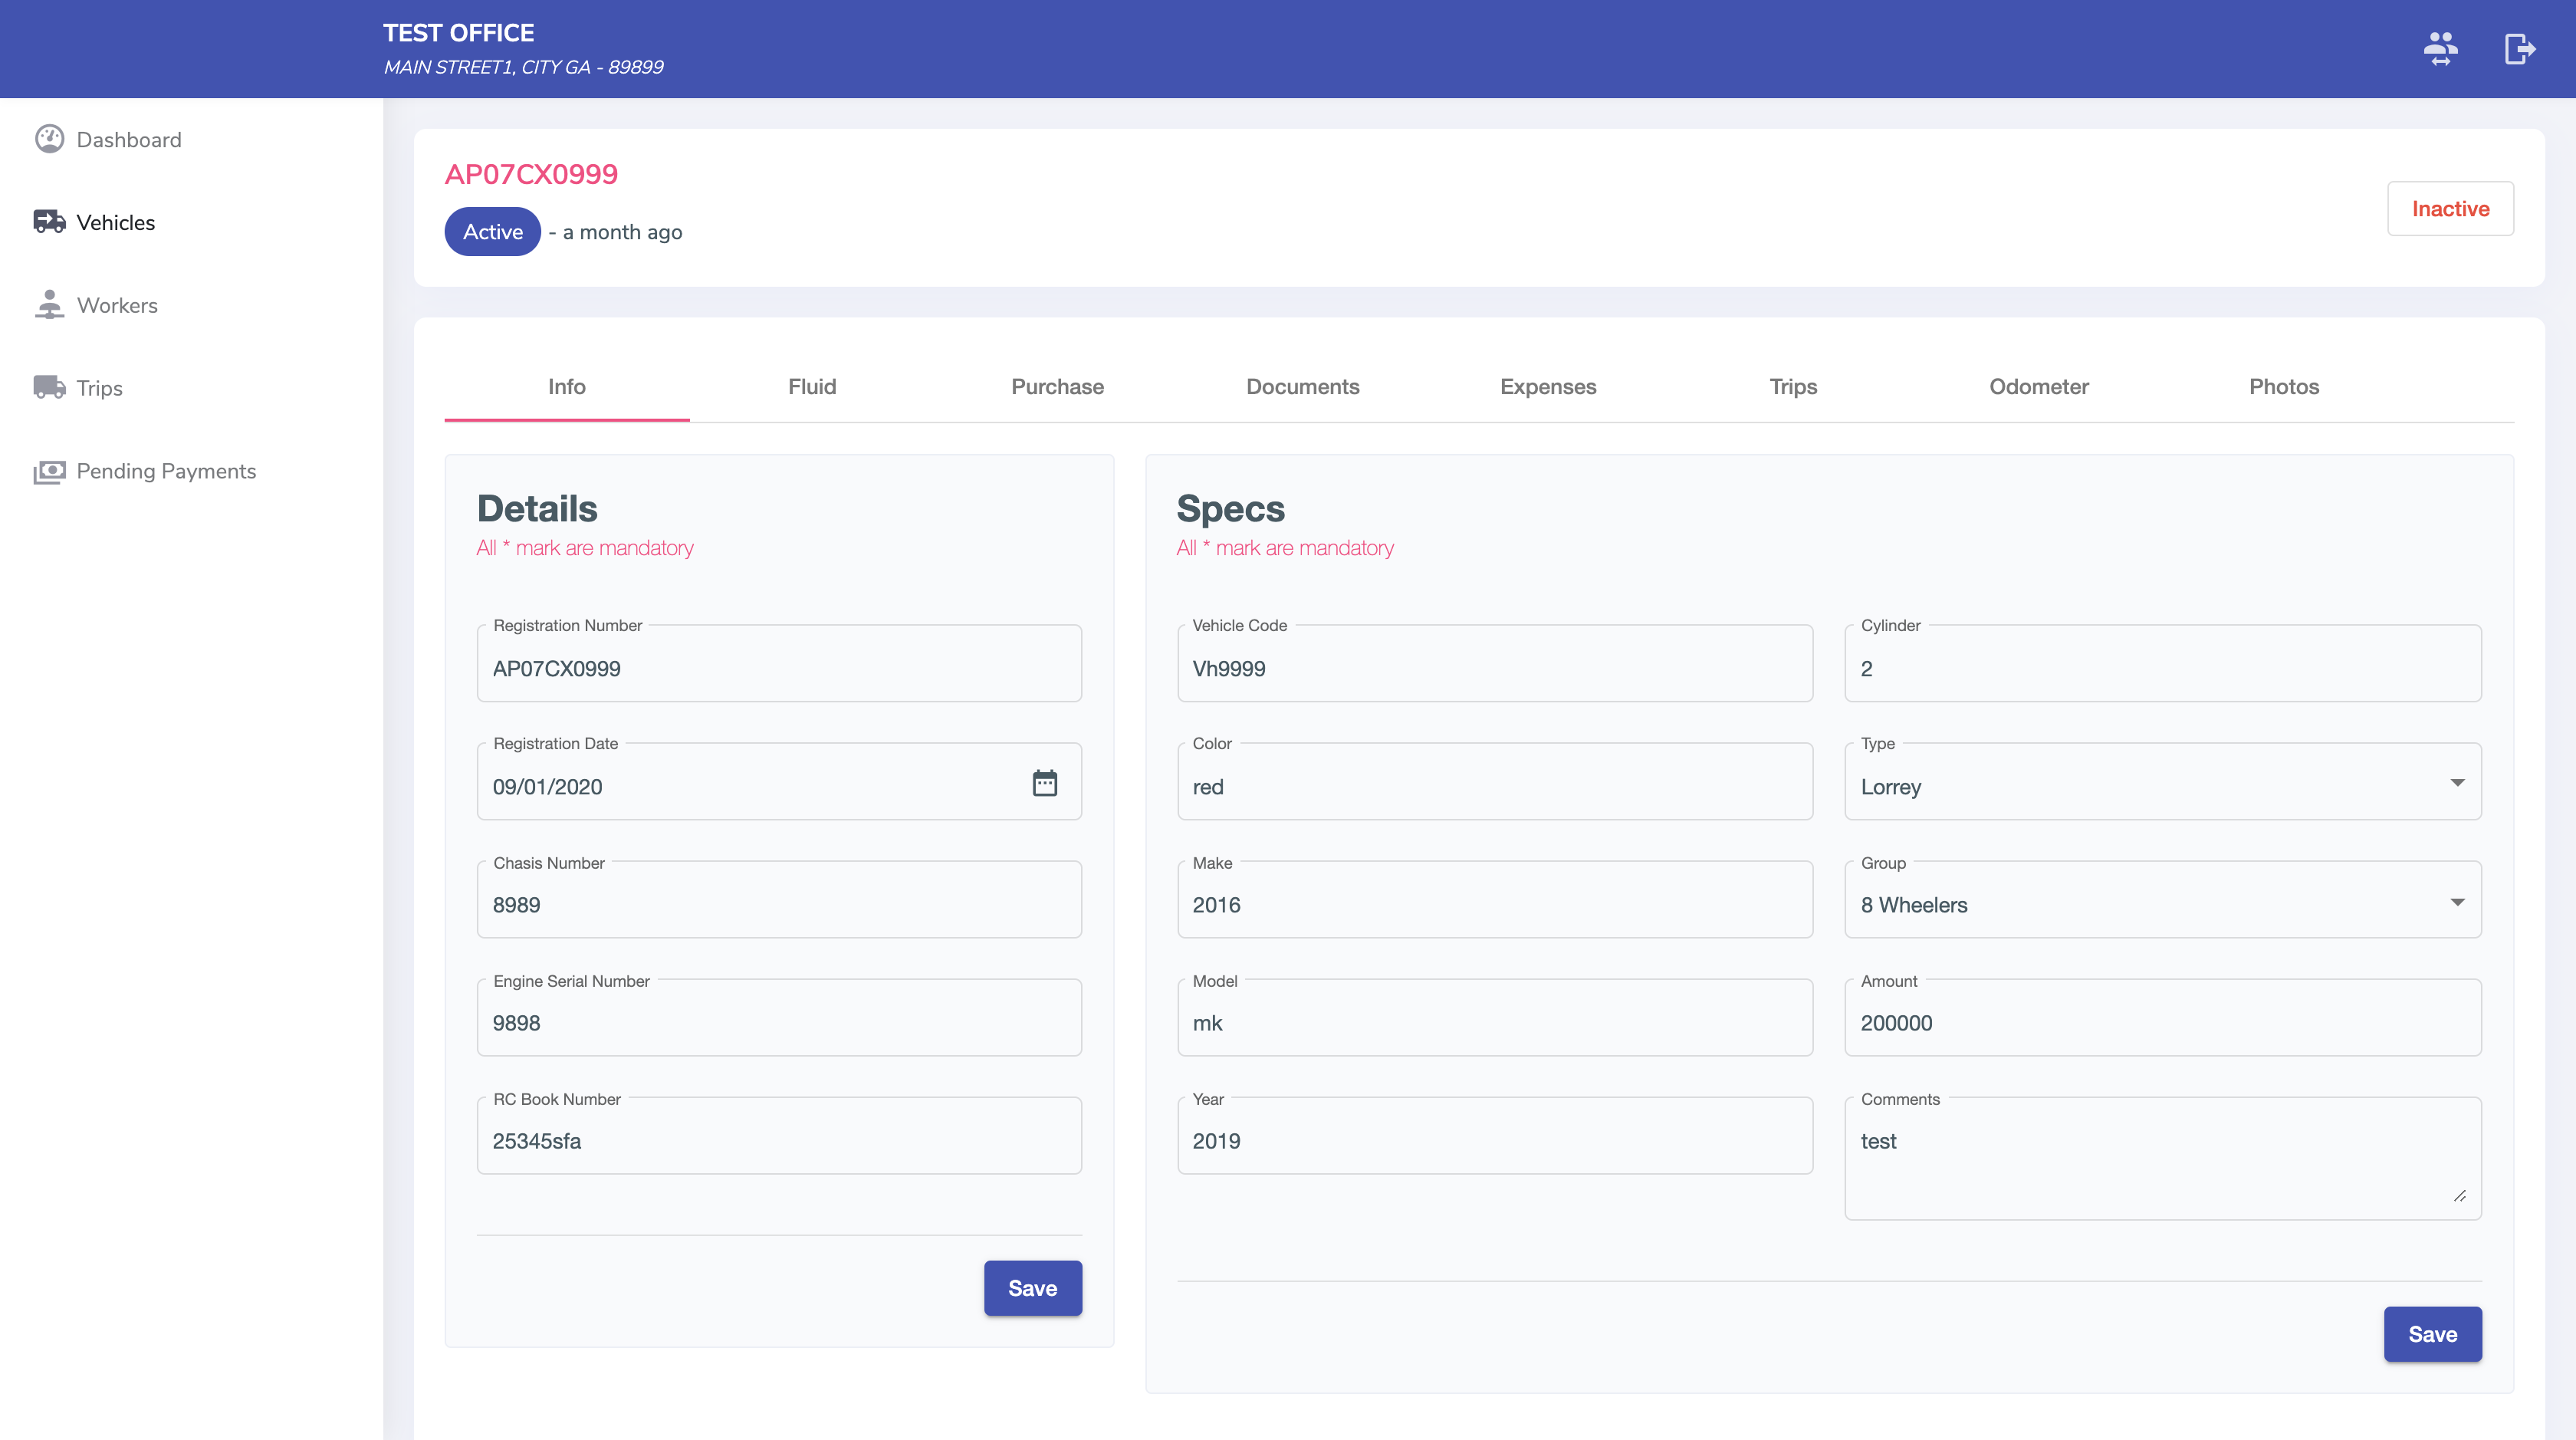 TEST OFFICE
MAIN STREET1, CITY GA - 89899
Dashboard
Vehicles
Workers
Trips
Pending Payments
AP07CX0999
Active - a month ago
Inactive
Info Fluid Purchase Documents Expenses Trips Odometer Photos
Details
All * mark are mandatory
Registration Number
AP07CX0999
Registration Date
09/01/2020
Chasis Number
8989
Engine Serial Number
9898
RC Book Number
25345sfa
Save
Specs
All * mark are mandatory
Vehicle Code
Vh9999
Color
red
Make
2016
Model
mk
Year
2019
Cylinder
2
Type
Lorrey
Group
8 Wheelers
Amount
200000
Comments
test
Save